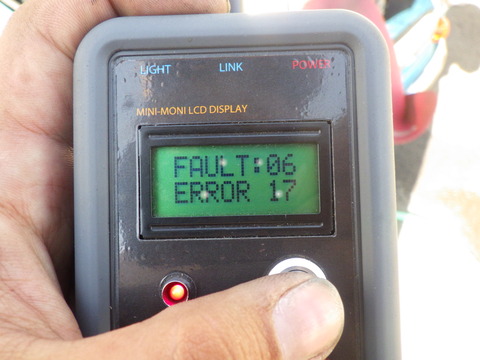 LIGHT LINK POWER
MINI-MONI LCD DISPLAY
FAULT:06
ERROR 17